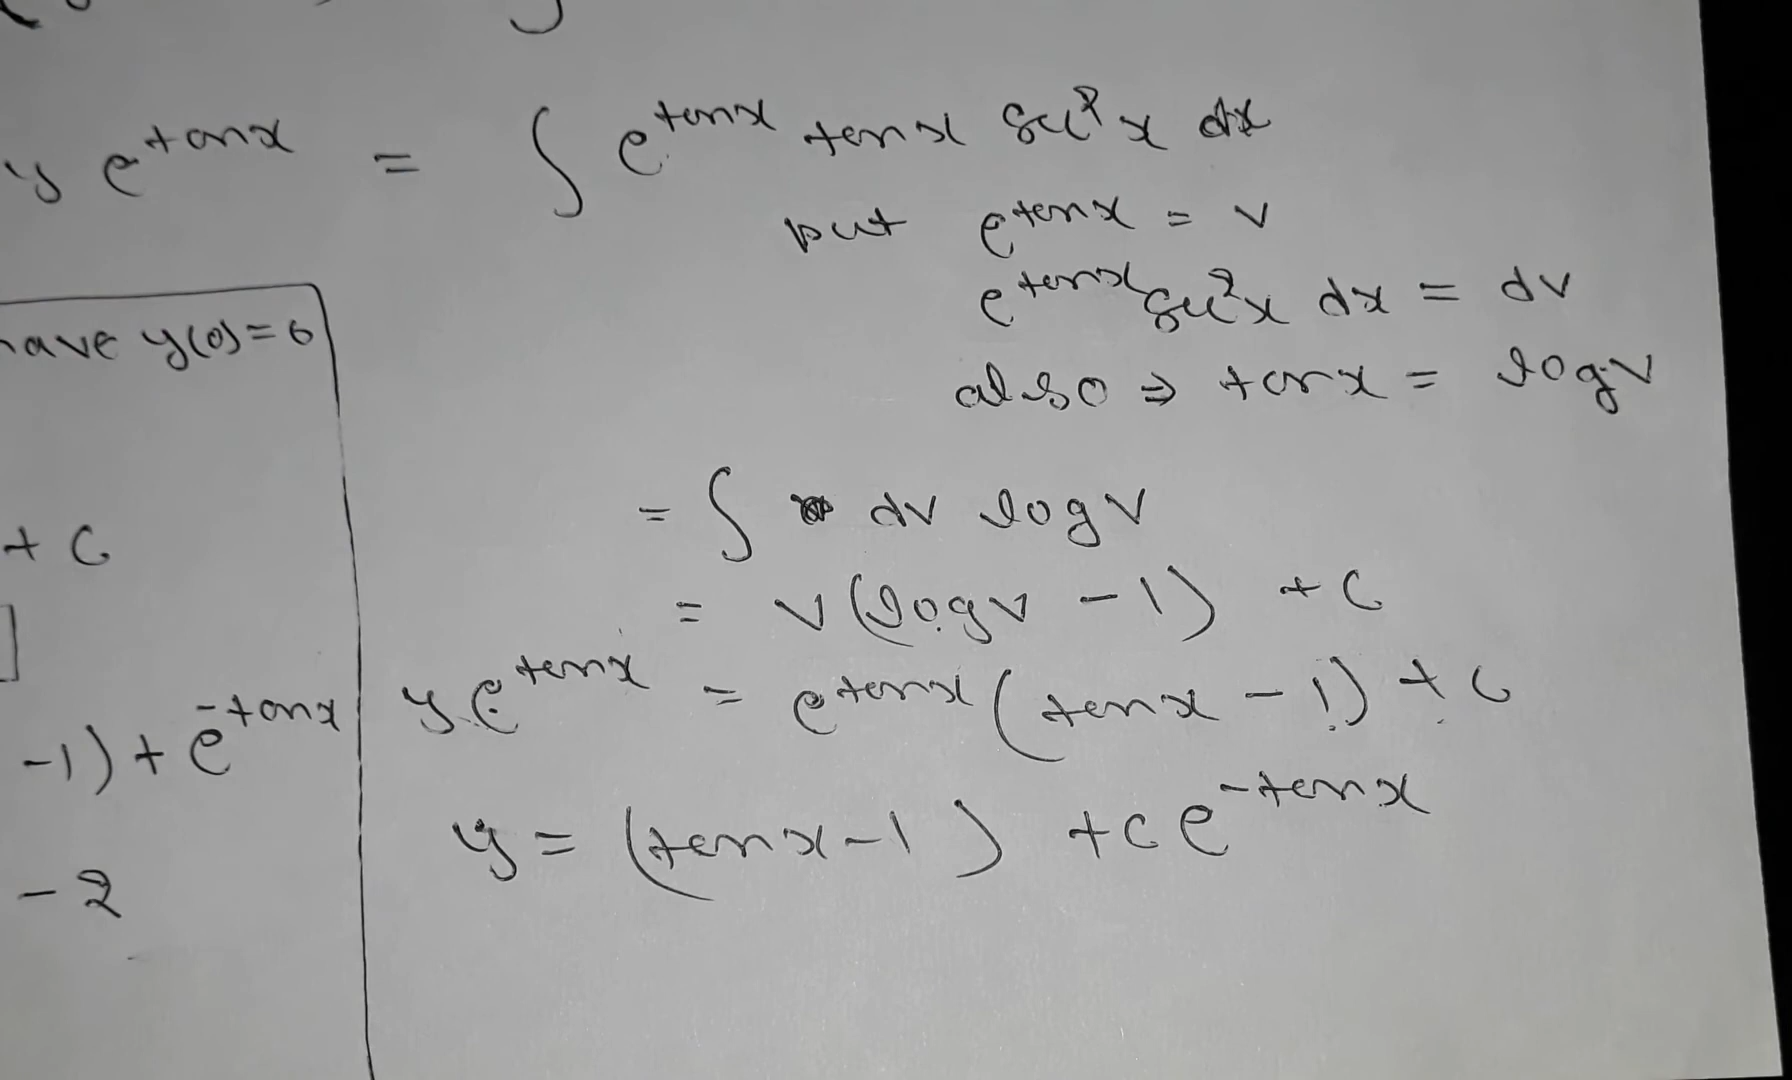 y e^tanx = ∫ e^tanx tanx sec²x dx
put e^tanx = v
e^tanx sec²x dx = dv
also ⇒ tanx = log v
= ∫ dv log v
= v (log v - 1) + c
y. e^tanx = e^tanx (tanx - 1) + c
y = (tanx - 1) + c e^-tanx
have y(0) = 0
+ C
]
-1) + e^-tanx
- 2